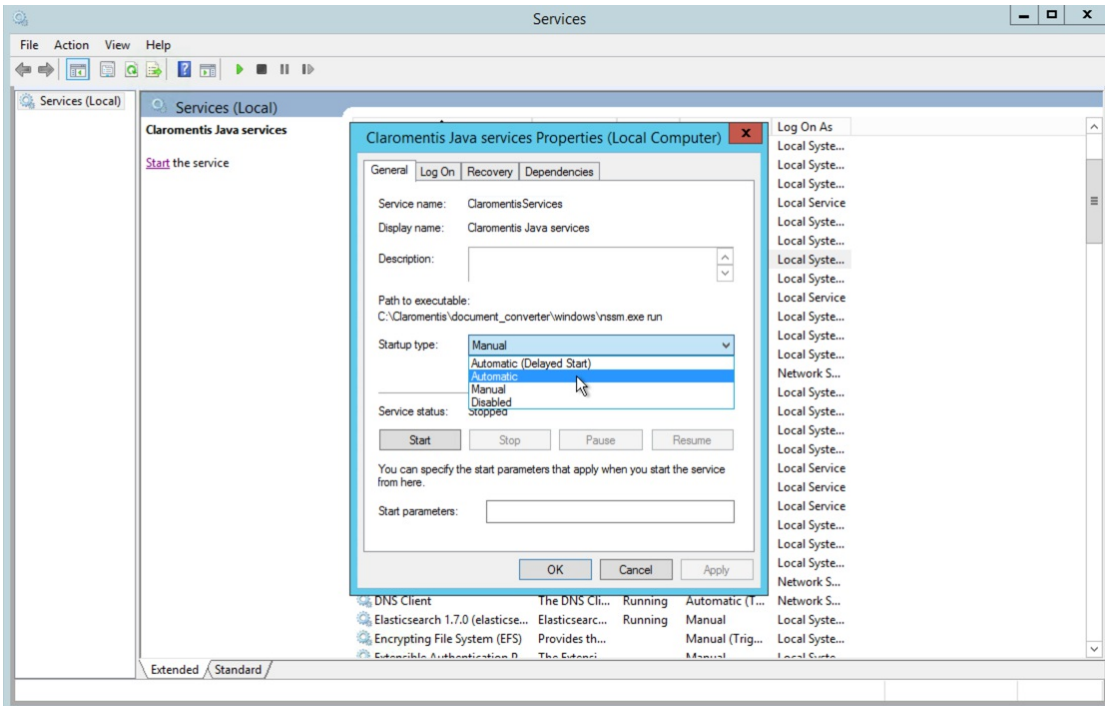 Services
File Action View Help
Services (Local)
Services (Local)
Claromentis Java services
Start the service
Log On As
Local Syste...
Local Syste...
Local Syste...
Local Service
Local Syste...
Local Syste...
Local Syste...
Local Syste...
Local Service
Local Syste...
Local Syste...
Local Syste...
Network S...
Local Syste...
Local Syste...
Local Syste...
Local Syste...
Local Service
Local Service
Local Service
Local Syste...
Local Syste...
Local Syste...
Network S...
Claromentis Java services Properties (Local Computer)
General Log On Recovery Dependencies
Service name: ClaromentisServices
Display name: Claromentis Java services
Description:
Path to executable:
C:\Claromentis\document_converter\windows\nssm.exe run
Startup type: Manual
Automatic (Delayed Start)
Automatic
Manual
Disabled
Service status: Stopped
Start Stop Pause Resume
You can specify the start parameters that apply when you start the service
from here.
Start parameters:
OK Cancel Apply
DNS Client The DNS Cli... Running Automatic (T... Network S...
Elasticsearch 1.7.0 (elasticse... Elasticsearc... Running Manual Local Syste...
Encrypting File System (EFS) Provides th... Manual (Trig... Local Syste...
Extensible Authentication P... The Extensi... Manual Local Syste...
Extended Standard